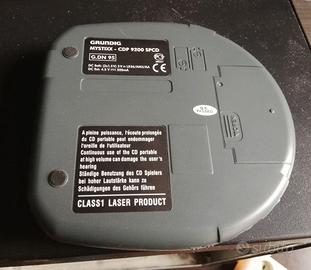 GRUNDIG
MYSTIXX - CDP 9200 SPCD
G.DN 95
A pleine puissance, l'écoute prolongée
de CD portable peut endommager
l'oreille de l'utilisateur
Continuous use of the CD portable
at high volume can damage the user's
hearing
Ständige Benutzung des CD Spielers
bei hoher Lautstärke kann zu
Schädigungen des Gehörs führen
CLASS1 LASER PRODUCT
subito